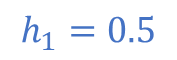 h₁ = 0.5